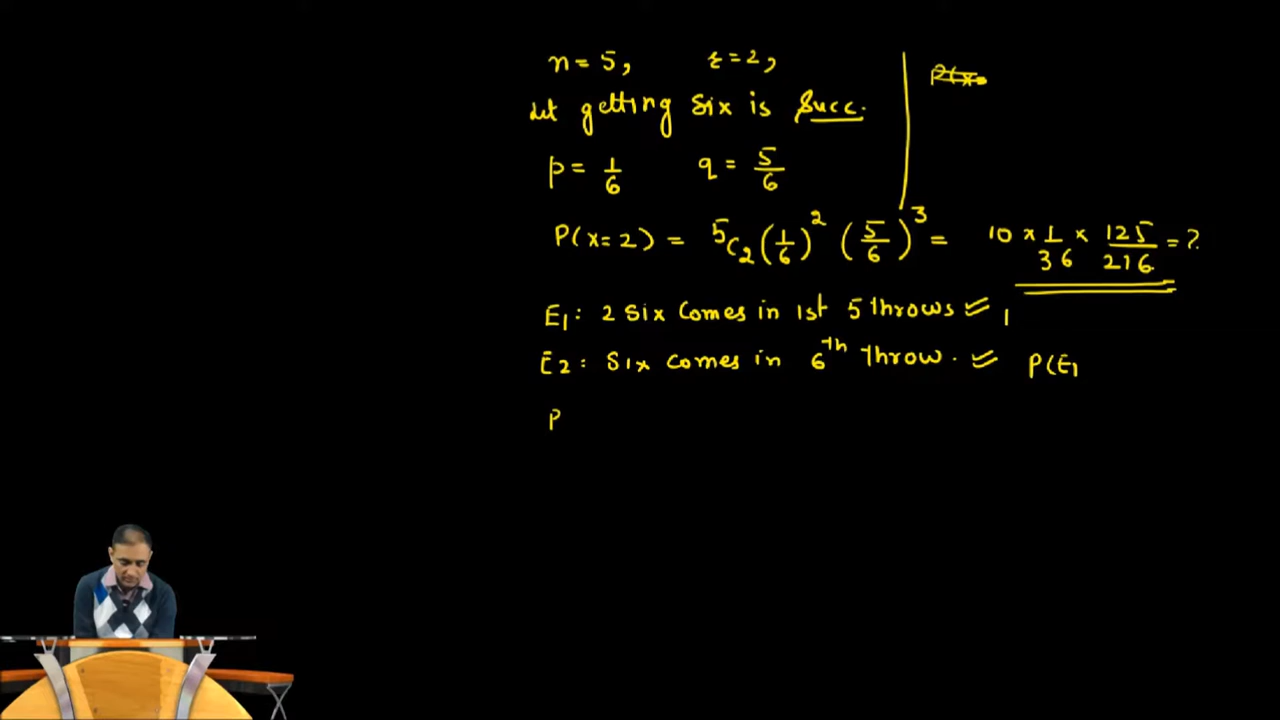 n = 5, r = 2,
Let getting six is Succ.
p = 1/6 q = 5/6
P(x=2) = 5c2 (1/6)^2 (5/6)^3 = 10 × 1/36 × 125/216 = ?
E1: 2 Six comes in 1st 5 throws
E2: Six comes in 6th throw. P(E1
P